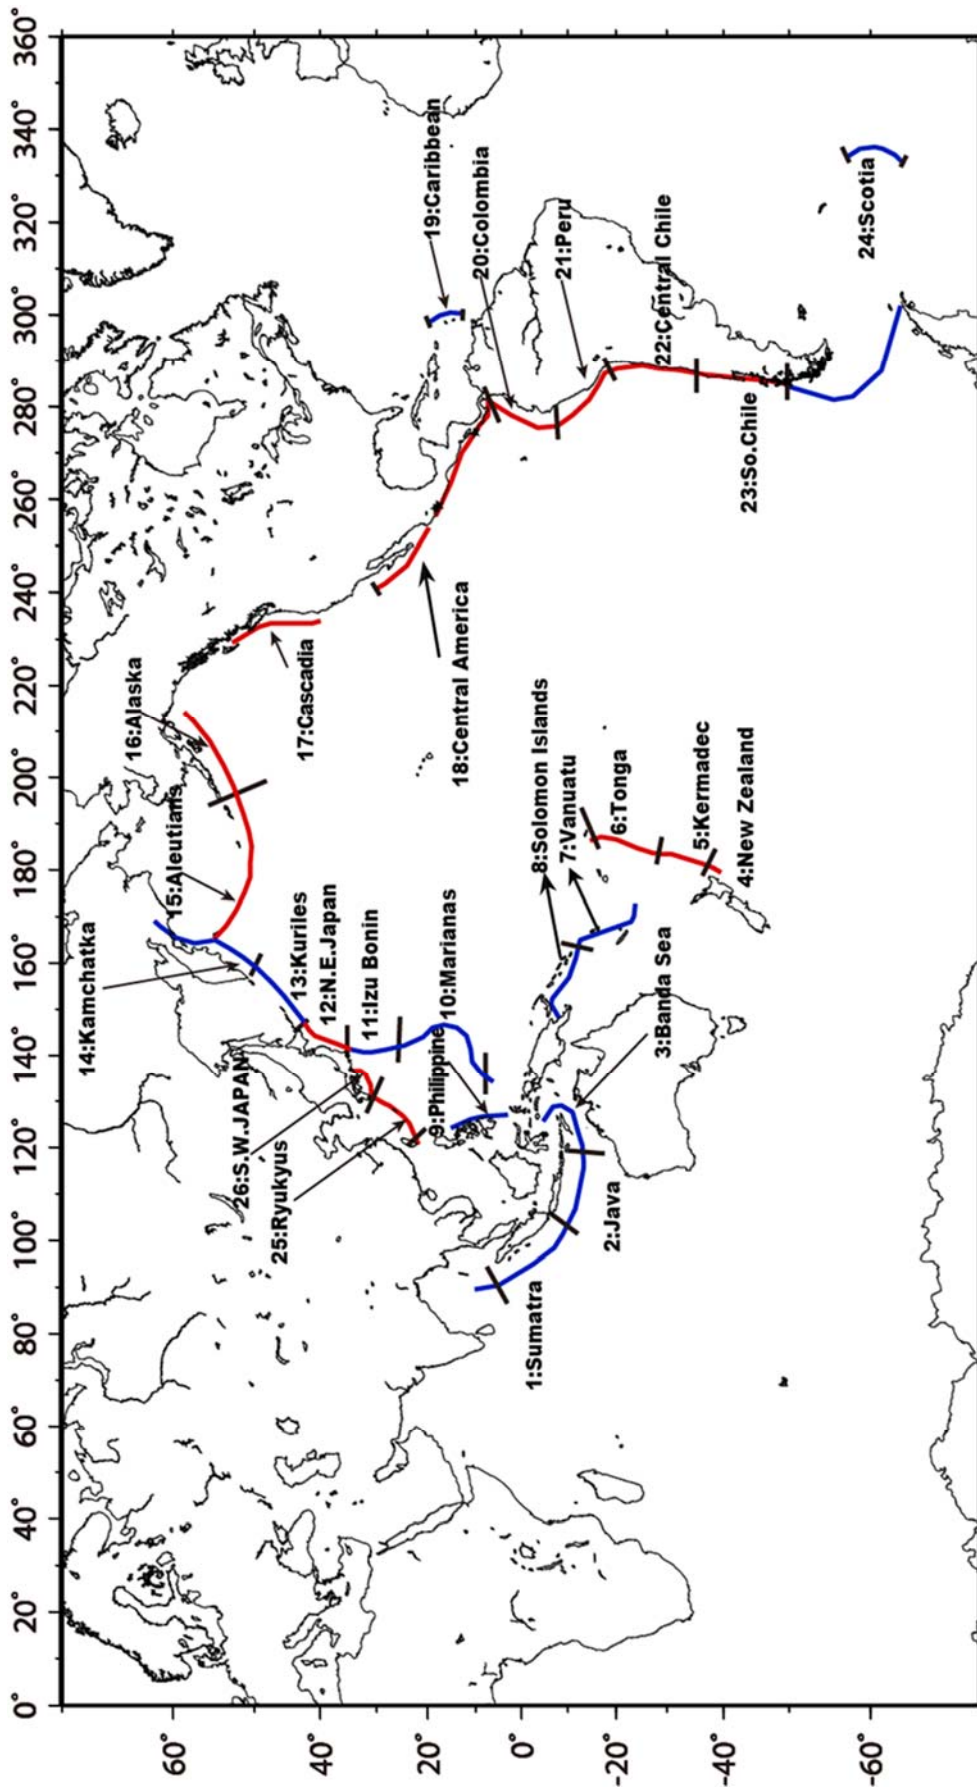 0° 20° 40° 60° 80° 100° 120° 140° 160° 180° 200° 220° 240° 260° 280° 300° 320° 340° 360°
60°
40°
20°
0°
-20°
-40°
-60°
14:Kamchatka
15:Aleutians
16:Alaska
26:S.W.JAPAN
25:Ryukyus
13:Kuriles
12:N.E.Japan
11:Izu Bonin
17:Cascadia
9:Philippine
10:Marianas
18:Central America
19:Caribbean
20:Colombia
21:Peru
22:Central Chile
23:So.Chile
24:Scotia
1:Sumatra
2:Java
3:Banda Sea
8:Solomon Islands
7:Vanuatu
6:Tonga
5:Kermadec
4:New Zealand